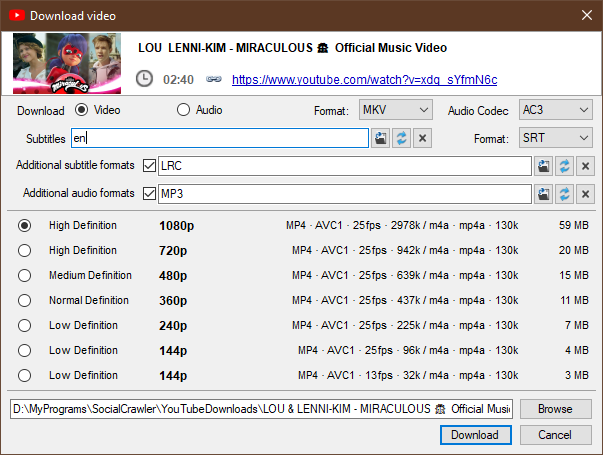 Download video
LOU LENNI-KIM - MIRACULOUS 🐞 Official Music Video
MIRACULOUS
02:40 https://www.youtube.com/watch?v=xdq_sYfmN6c
Download Video Audio Format: MKV Audio Codec AC3
Subtitles en Format: SRT
Additional subtitle formats LRC
Additional audio formats MP3
High Definition 1080p MP4 · AVC1 · 25fps · 2978k / m4a · mp4a · 130k 59 MB
High Definition 720p MP4 · AVC1 · 25fps · 942k / m4a · mp4a · 130k 20 MB
Medium Definition 480p MP4 · AVC1 · 25fps · 639k / m4a · mp4a · 130k 15 MB
Normal Definition 360p MP4 · AVC1 · 25fps · 437k / m4a · mp4a · 130k 11 MB
Low Definition 240p MP4 · AVC1 · 25fps · 225k / m4a · mp4a · 130k 7 MB
Low Definition 144p MP4 · AVC1 · 25fps · 96k / m4a · mp4a · 130k 4 MB
Low Definition 144p MP4 · AVC1 · 13fps · 32k / m4a · mp4a · 130k 3 MB
D:\MyPrograms\SocialCrawler\YouTubeDownloads\LOU & LENNI-KIM - MIRACULOUS 🐞 Official Musi Browse
Download Cancel